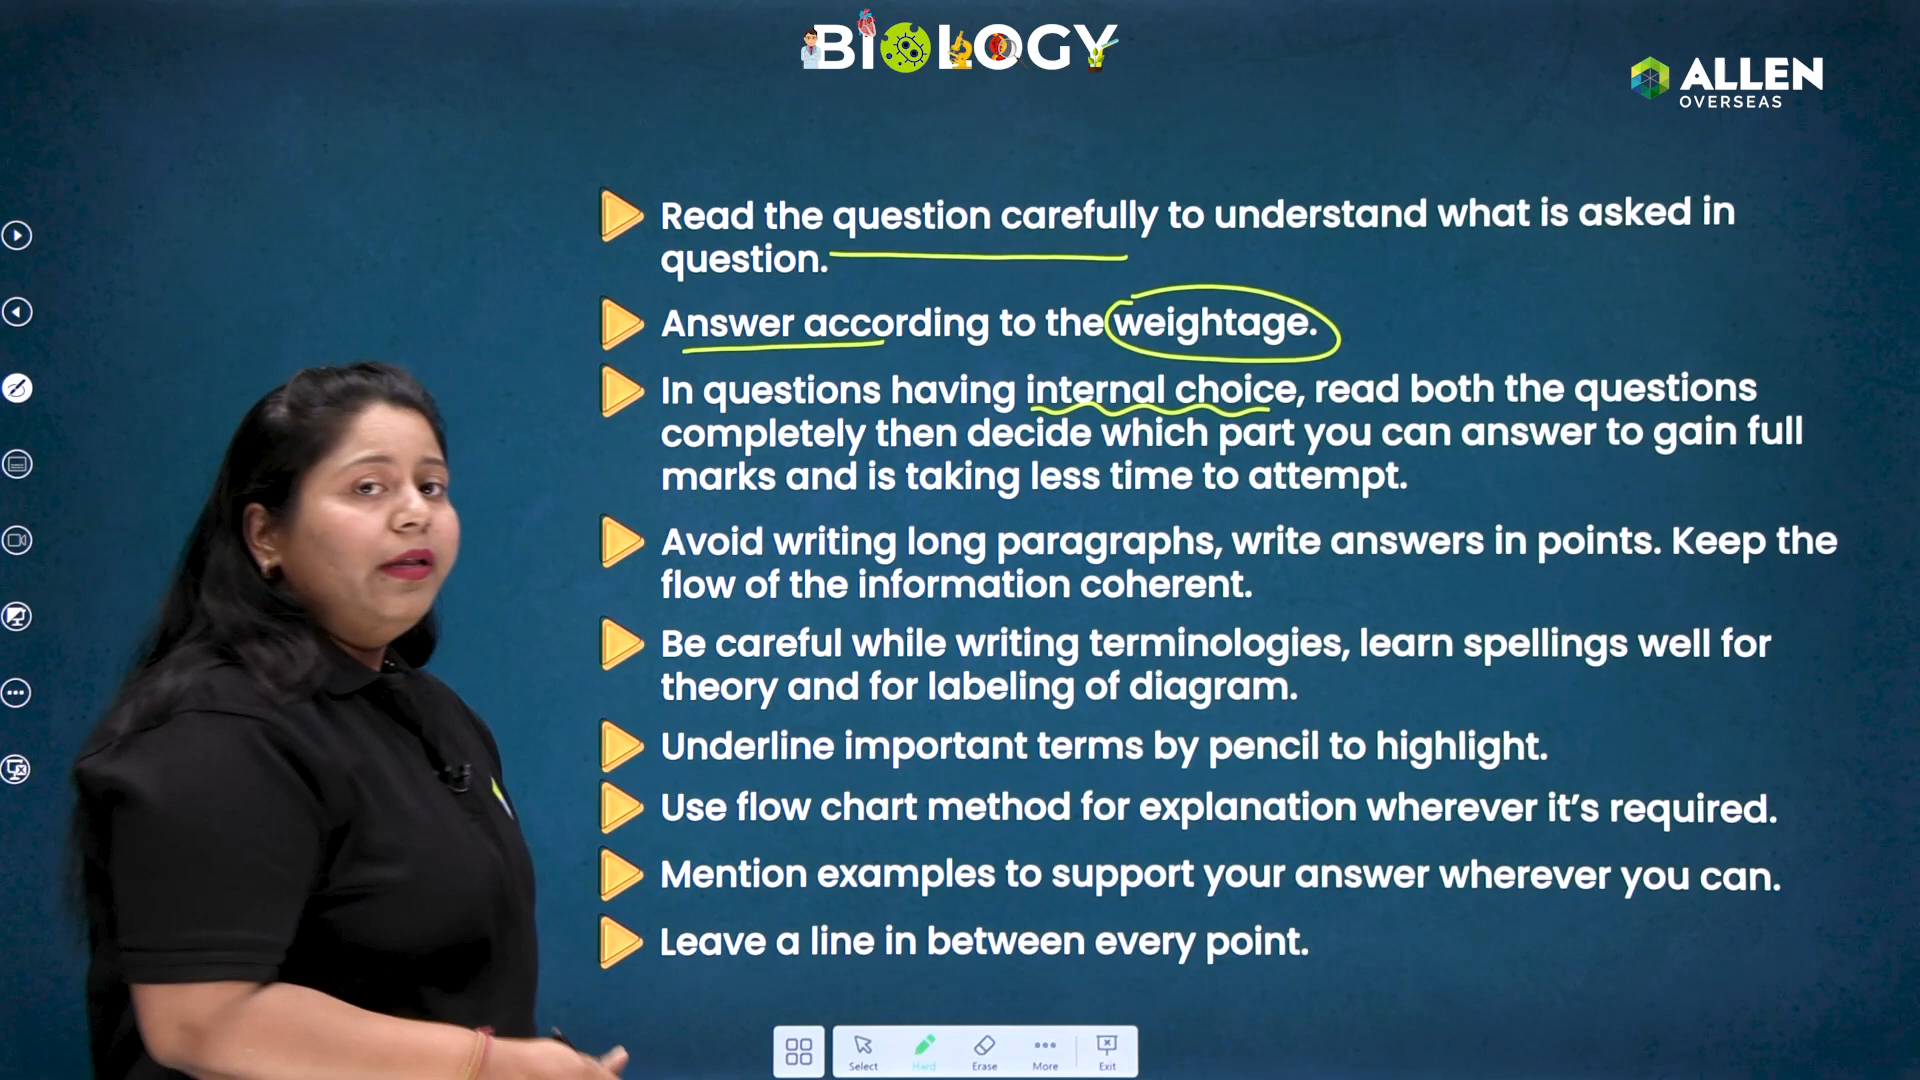 BIOLOGY
ALLEN
OVERSEAS
Read the question carefully to understand what is asked in
question.
Answer according to the weightage.
In questions having internal choice, read both the questions
completely then decide which part you can answer to gain full
marks and is taking less time to attempt.
Avoid writing long paragraphs, write answers in points. Keep the
flow of the information coherent.
Be careful while writing terminologies, learn spellings well for
theory and for labeling of diagram.
Underline important terms by pencil to highlight.
Use flow chart method for explanation wherever it's required.
Mention examples to support your answer wherever you can.
Leave a line in between every point.
Select Hard Erase More Exit